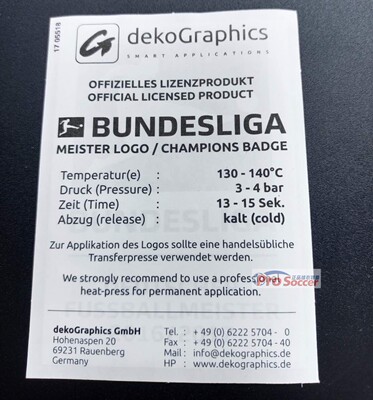 17 05518
dekoGraphics
SMART APPLICATIONS
OFFIZIELLES LIZENZPRODUKT
OFFICIAL LICENSED PRODUCT
BUNDESLIGA
MEISTER LOGO / CHAMPIONS BADGE
Temperatur(e) : 130 - 140°C
Druck (Pressure) : 3 - 4 bar
Zeit (Time) : 13 - 15 Sek.
Abzug (release) : kalt (cold)
Zur Applikation des Logos sollte eine handelsübliche
Transferpresse verwendet werden.
We strongly recommend to use a professional
heat-press for permanent application.
Pro Soccer
dekoGraphics GmbH
Hohenaspen 20
69231 Rauenberg
Germany
Tel. : + 49 (0) 6222 5704 - 0
Fax : + 49 (0) 6222 5704 - 40
Mail : info@dekographics.de
HP : www.dekographics.de